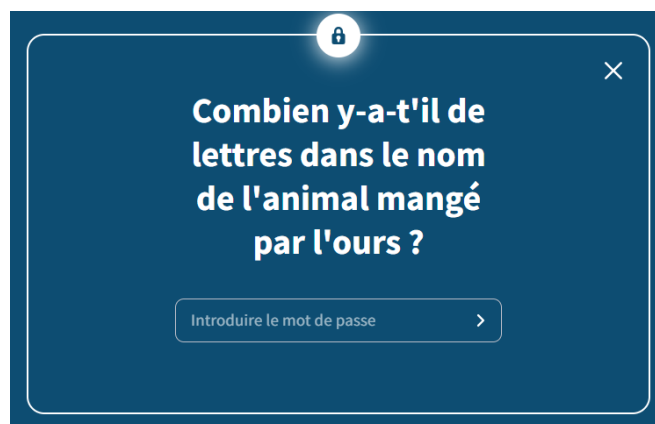 Combien y-a-t'il de
lettres dans le nom
de l'animal mangé
par l'ours ?
Introduire le mot de passe